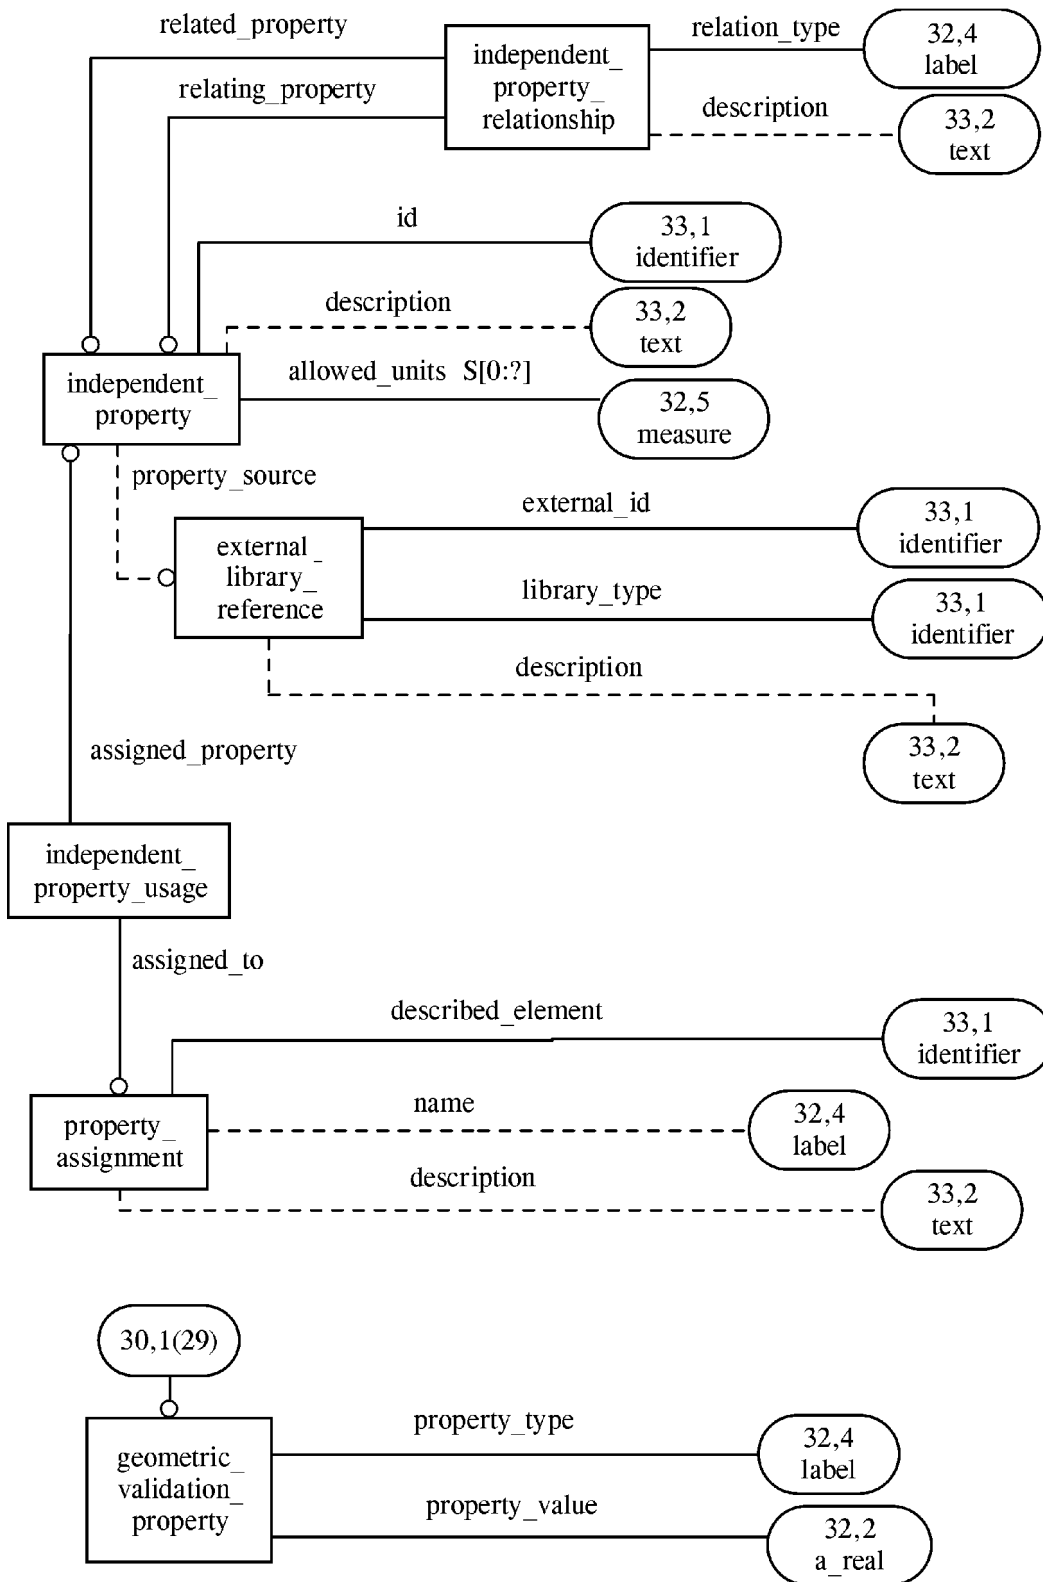 related_property
relation_type
independent_
property_
relationship
32,4
label
relating_property
description
33,2
text
id
33,1
identifier
description
33,2
text
allowed_units S[0:?]
independent_
property
32,5
measure
property_source
external_id
33,1
identifier
external_
library_
reference
library_type
33,1
identifier
description
33,2
text
assigned_property
independent_
property_usage
assigned_to
described_element
33,1
identifier
name
32,4
label
property_
assignment
description
33,2
text
30,1(29)
property_type
32,4
label
geometric_
validation_
property
property_value
32,2
a_real